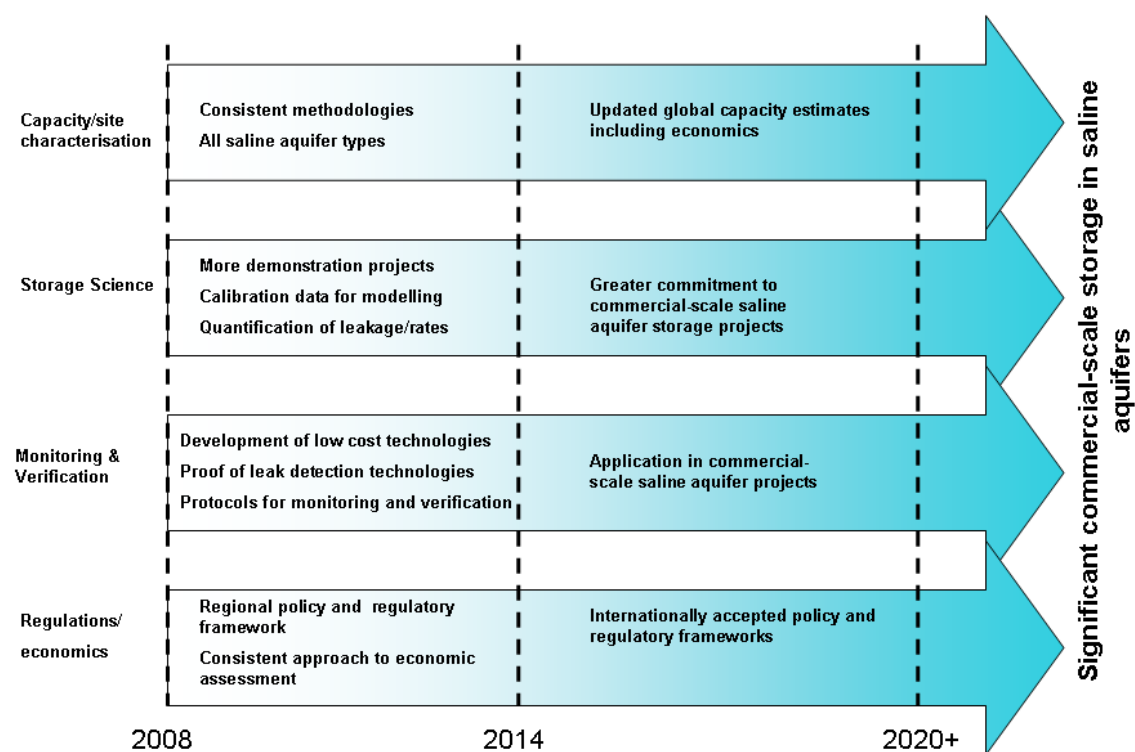 Capacity/site
characterisation
Consistent methodologies
All saline aquifer types
Updated global capacity estimates
including economics
Storage Science
More demonstration projects
Calibration data for modelling
Quantification of leakage/rates
Greater commitment to
commercial-scale saline
aquifer storage projects
Monitoring &
Verification
Development of low cost technologies
Proof of leak detection technologies
Protocols for monitoring and verification
Application in commercial-
scale saline aquifer projects
Regulations/
economics
Regional policy and regulatory
framework
Consistent approach to economic
assessment
Internationally accepted policy and
regulatory frameworks
Significant commercial-scale storage in saline
aquifers
2008
2014
2020+